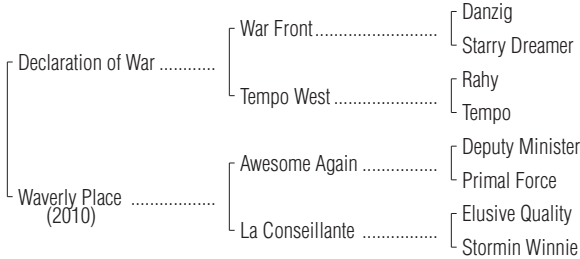 Danzig
War Front
Starry Dreamer
Declaration of War
Rahy
Tempo West
Tempo
Deputy Minister
Awesome Again
Primal Force
Waverly Place
(2010)
Elusive Quality
La Conseillante
Stormin Winnie